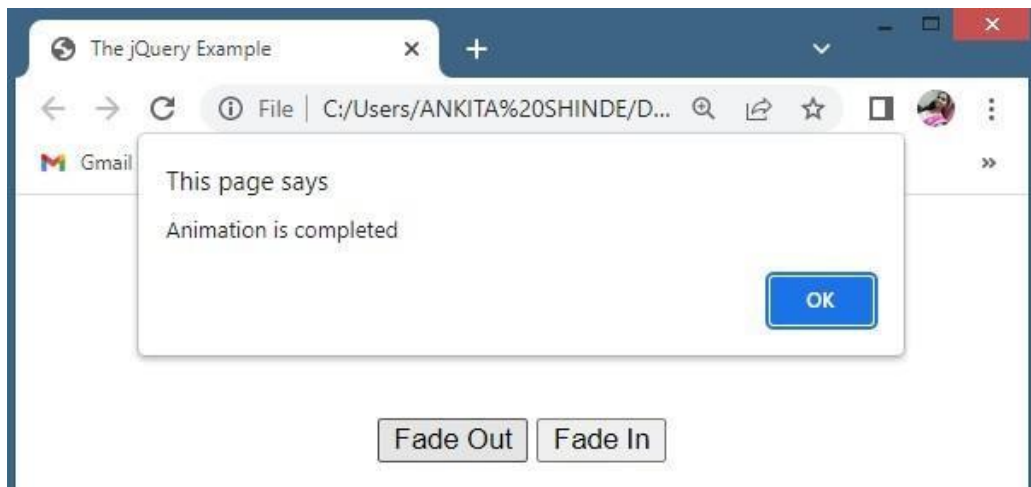 The jQuery Example
File | C:/Users/ANKITA%20SHINDE/D...
Gmail
This page says
Animation is completed
OK
Fade Out Fade In